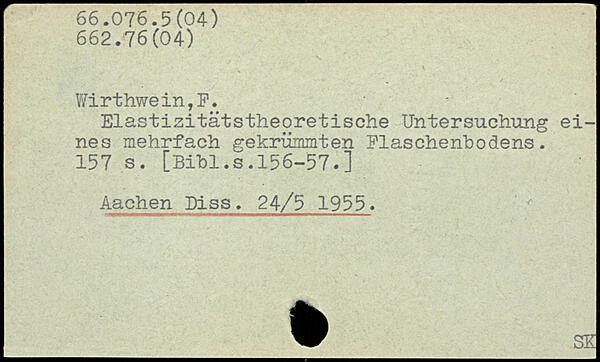 66.076.5(04)
662.76(04)
Wirthwein,F.
Elastizitätstheoretische Untersuchung ei-
nes mehrfach gekrümmten Flaschenbodens.
157 s. [Bibl.s.156-57.]
Aachen Diss. 24/5 1955.
SK